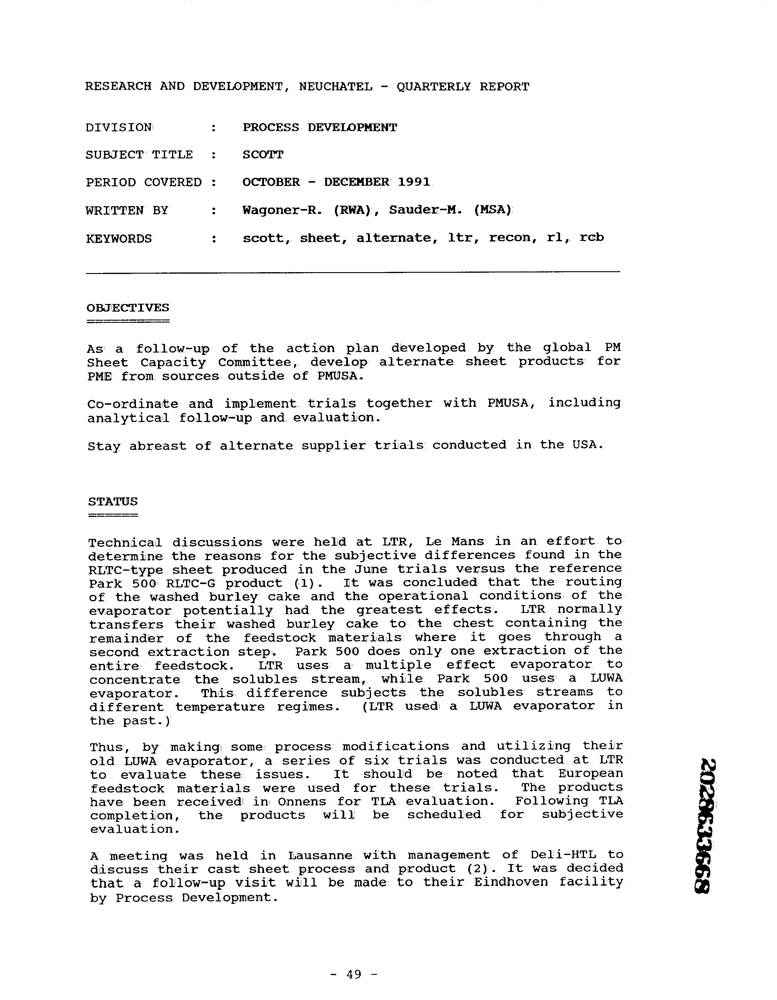 RESEARCH AND DEVELOPMENT, NEUCHATEL - QUARTERLY REPORT
DIVISION : PROCESS DEVELOPMENT
SUBJECT TITLE : SCOTT
PERIOD COVERED : OCTOBER - DECEMBER 1991
WRITTEN BY : Wagoner-R. (RWA), Sauder-M. (MSA)
KEYWORDS : scott, sheet, alternate, ltr, recon, rl, rcb
OBJECTIVES
==========
As a follow-up of the action plan developed by the global PM
Sheet Capacity Committee, develop alternate sheet products for
PME from sources outside of PMUSA.
Co-ordinate and implement trials together with PMUSA, including
analytical follow-up and evaluation.
Stay abreast of alternate supplier trials conducted in the USA.
STATUS
======
Technical discussions were held at LTR, Le Mans in an effort to
determine the reasons for the subjective differences found in the
RLTC-type sheet produced in the June trials versus the reference
Park 500 RLTC-G product (1). It was concluded that the routing
of the washed burley cake and the operational conditions of the
evaporator potentially had the greatest effects. LTR normally
transfers their washed burley cake to the chest containing the
remainder of the feedstock materials where it goes through a
second extraction step. Park 500 does only one extraction of the
entire feedstock. LTR uses a multiple effect evaporator to
concentrate the solubles stream, while Park 500 uses a LUWA
evaporator. This difference subjects the solubles streams to
different temperature regimes. (LTR used a LUWA evaporator in
the past.)
Thus, by making some process modifications and utilizing their
old LUWA evaporator, a series of six trials was conducted at LTR
to evaluate these issues. It should be noted that European
feedstock materials were used for these trials. The products
have been received in Onnens for TLA evaluation. Following TLA
completion, the products will be scheduled for subjective
evaluation.
A meeting was held in Lausanne with management of Deli-HTL to
discuss their cast sheet process and product (2). It was decided
that a follow-up visit will be made to their Eindhoven facility
by Process Development.
2028633668
- 49 -